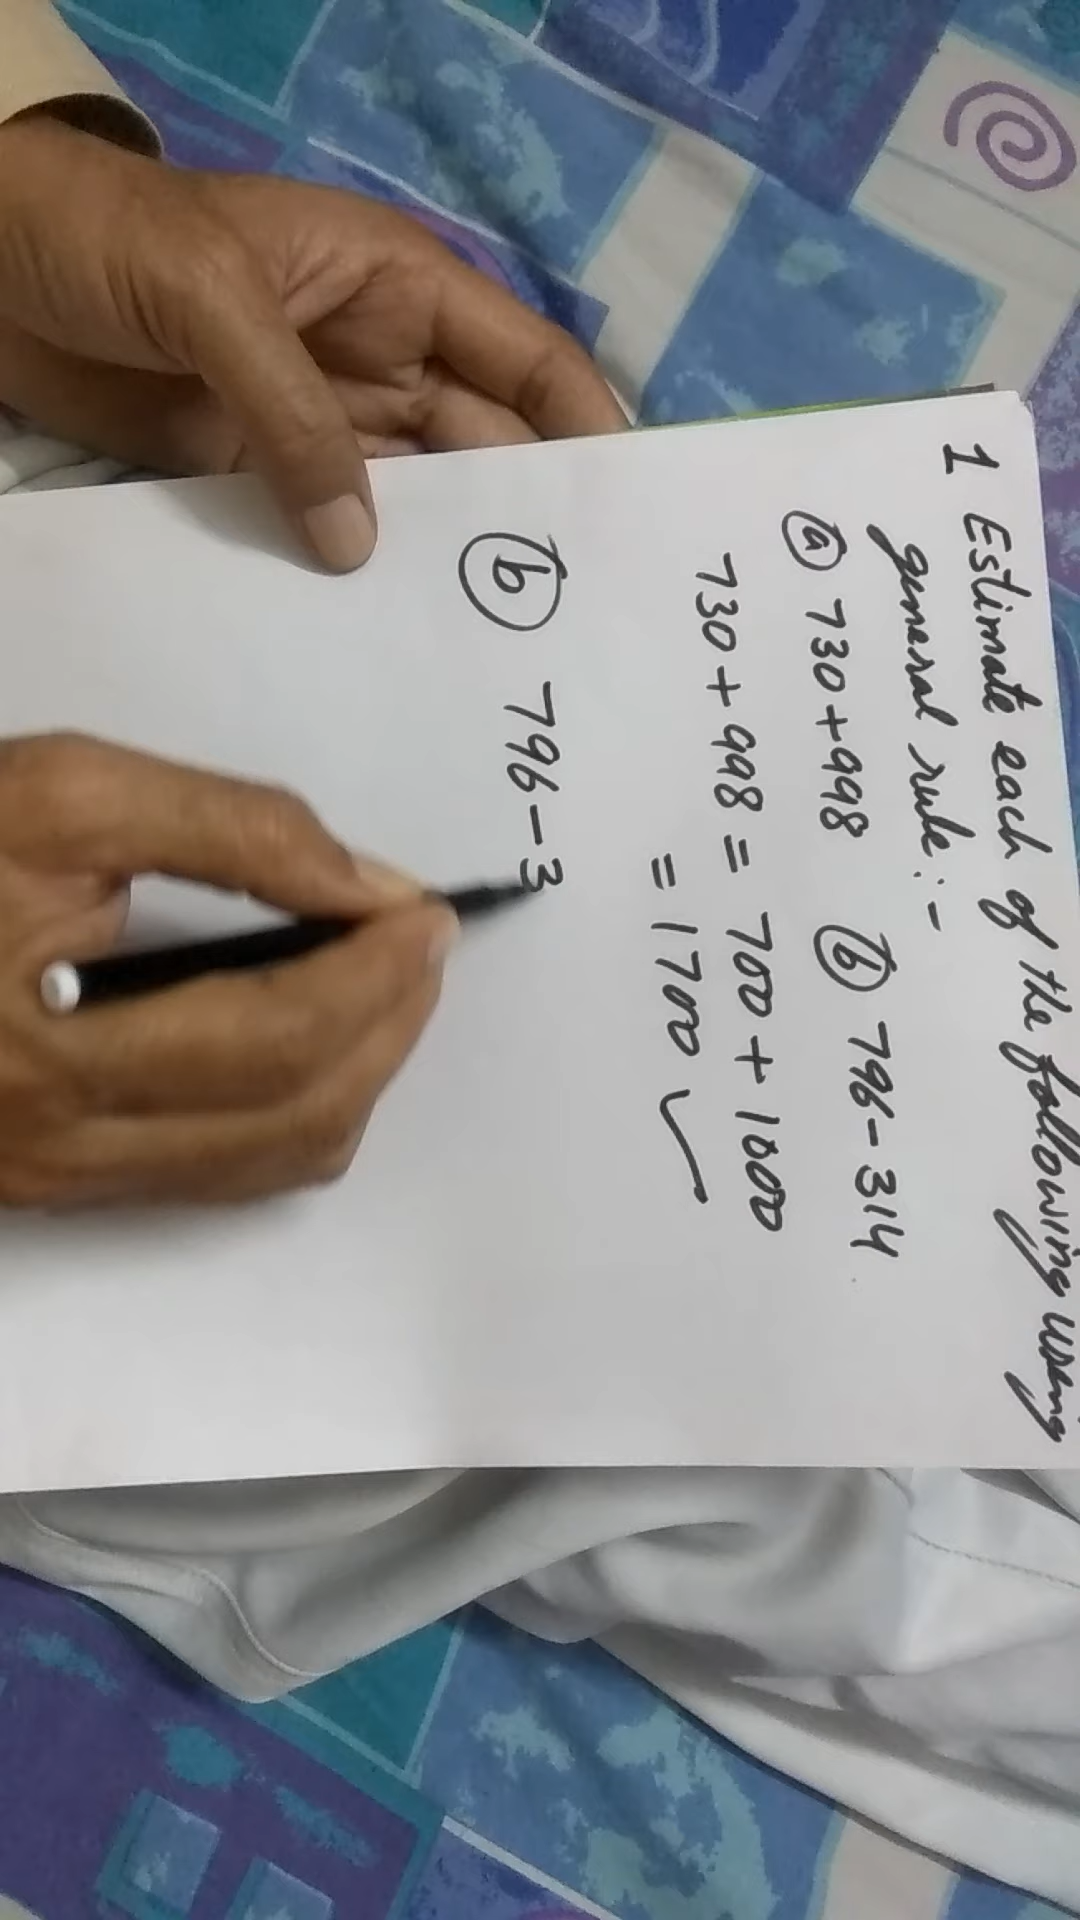 1 Estimate each of the following using
general rule:-
(a) 730+998 (b) 796-314
730+998 = 700+1000
= 1700 ✓
(b) 796-3